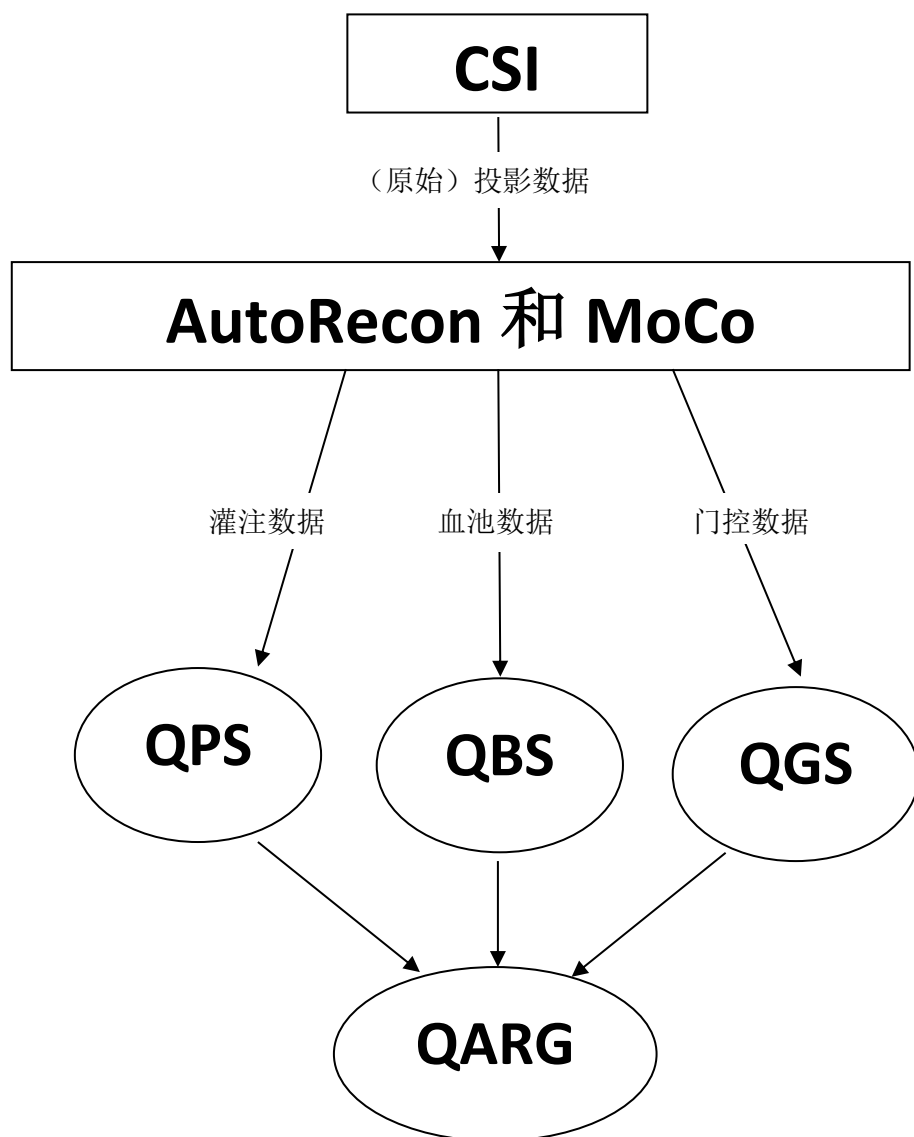 CSI
（原始）投影数据
AutoRecon 和 MoCo
灌注数据 血池数据 门控数据
QPS QBS QGS
QARG